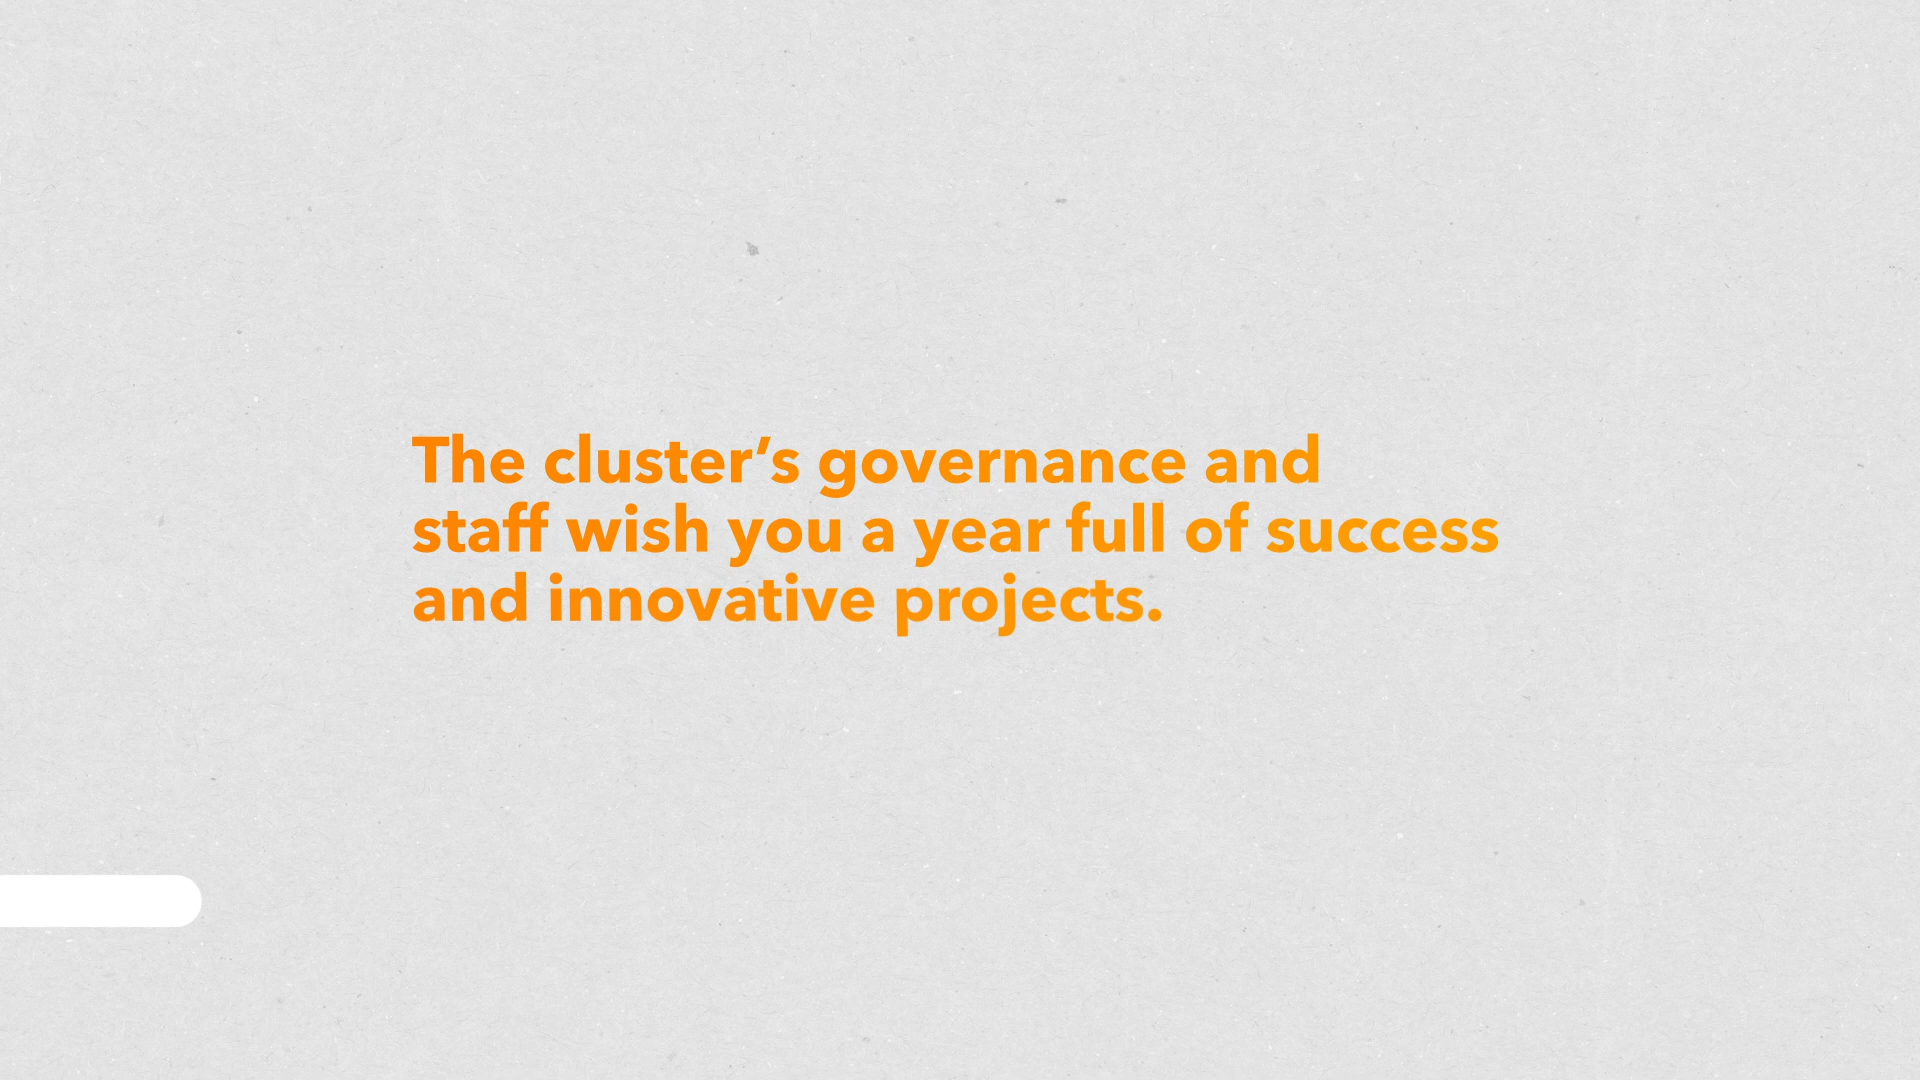 The cluster’s governance and
staff wish you a year full of success
and innovative projects.